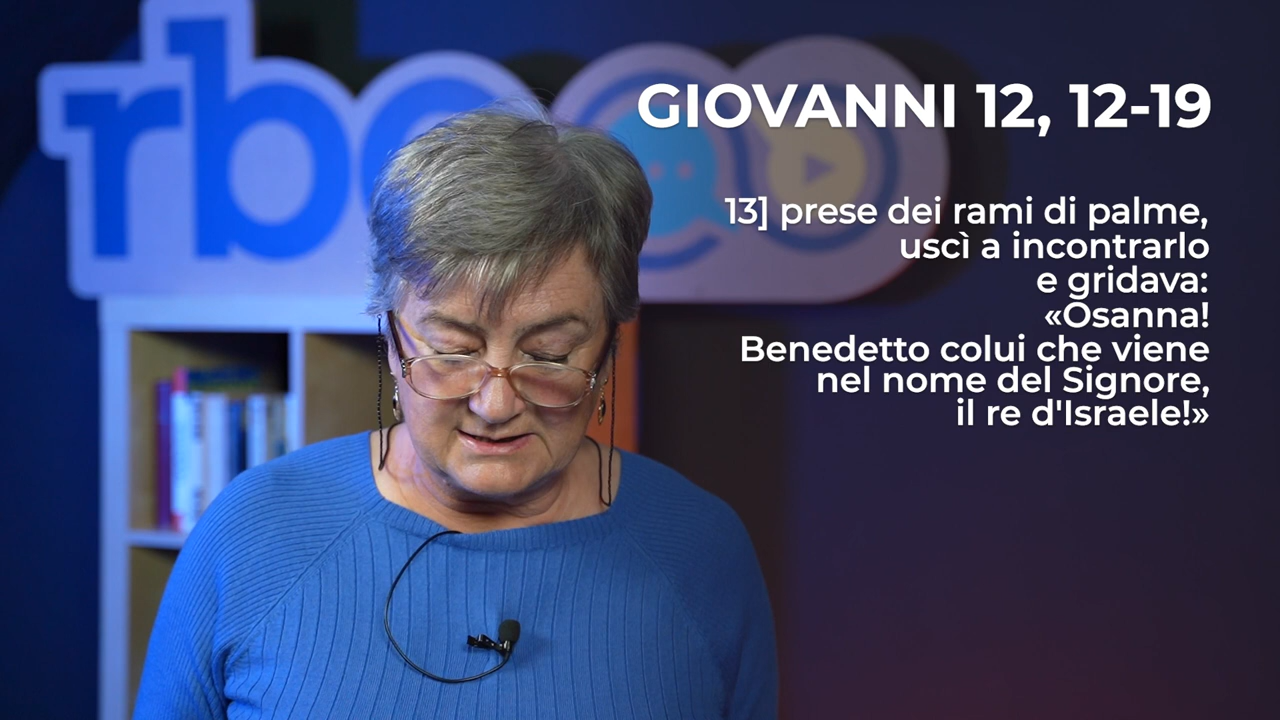 rbe
GIOVANNI 12, 12-19
13] prese dei rami di palme,
uscì a incontrarlo
e gridava:
«Osanna!
Benedetto colui che viene
nel nome del Signore,
il re d'Israele!»